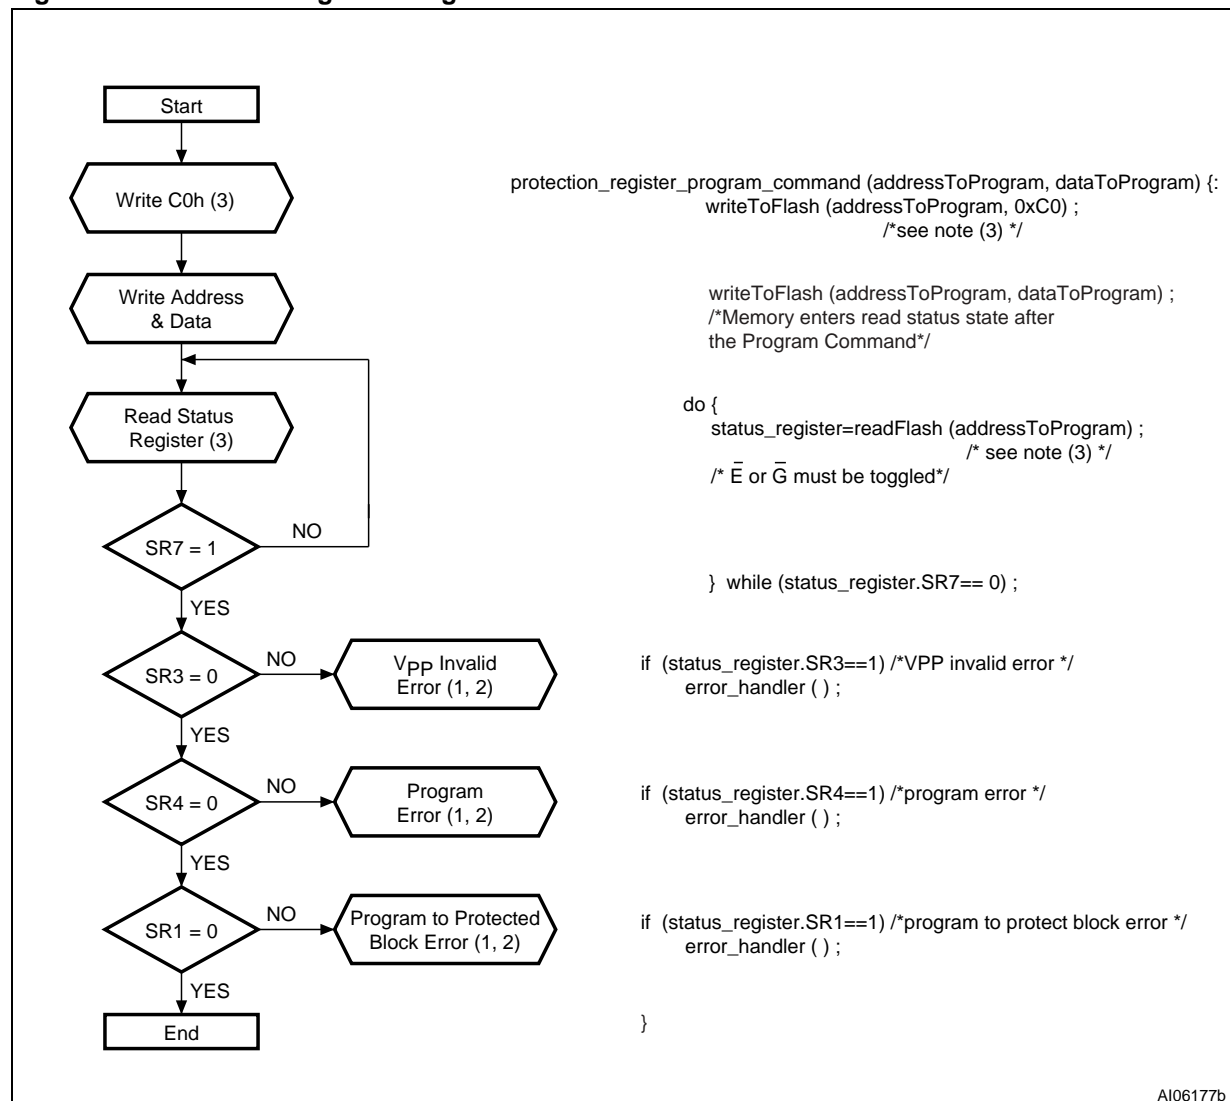 Start
Write C0h (3)
Write Address
& Data
Read Status
Register (3)
SR7 = 1
NO
YES
SR3 = 0
NO
VPP Invalid
Error (1, 2)
YES
SR4 = 0
NO
Program
Error (1, 2)
YES
SR1 = 0
NO
Program to Protected
Block Error (1, 2)
YES
End
protection_register_program_command (addressToProgram, dataToProgram) {:
writeToFlash (addressToProgram, 0xC0) ;
/*see note (3) */
writeToFlash (addressToProgram, dataToProgram) ;
/*Memory enters read status state after
the Program Command*/
do {
status_register=readFlash (addressToProgram) ;
/* see note (3) */
/* E̅ or G̅ must be toggled*/
} while (status_register.SR7== 0) ;
if (status_register.SR3==1) /*VPP invalid error */
error_handler ( ) ;
if (status_register.SR4==1) /*program error */
error_handler ( ) ;
if (status_register.SR1==1) /*program to protect block error */
error_handler ( ) ;
}
AI06177b